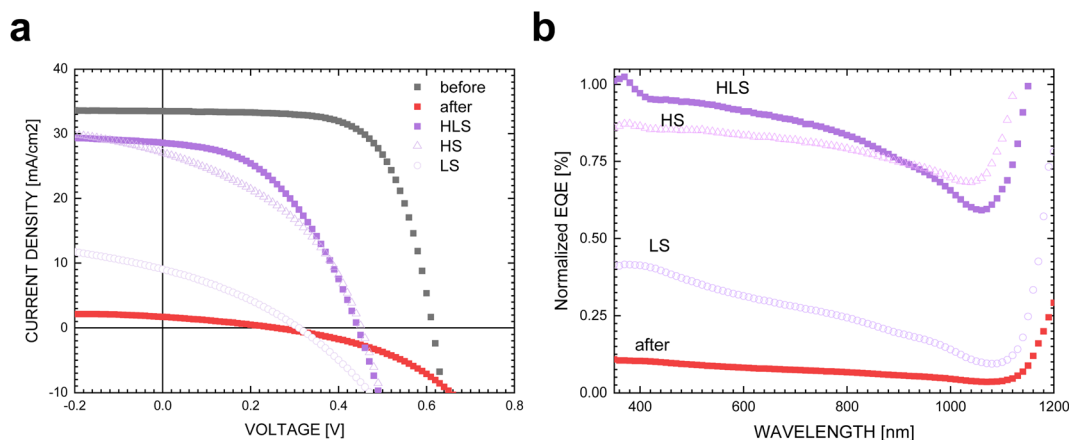 a
CURRENT DENSITY [mA/cm2]
40
30
20
10
0
-10
-0.2
0.0
0.2
0.4
0.6
0.8
VOLTAGE [V]
before
after
HLS
HS
LS
b
Normalized EQE [%]
1.00
0.75
0.50
0.25
0.00
400
600
800
1000
1200
WAVELENGTH [nm]
HLS
HS
LS
after